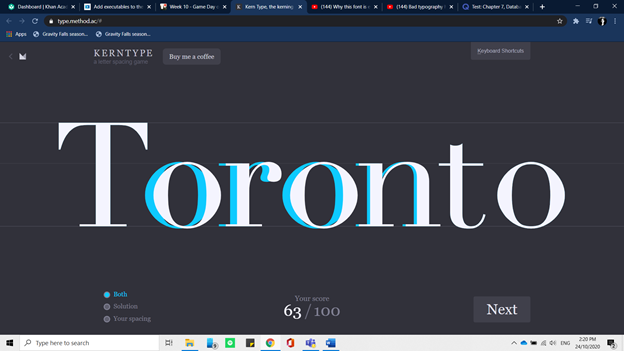 Dashboard | Khan Aca
Add executables to the
Week 10 - Game Day c
Kern Type, the kerning
(144) Why this font is e
(144) Bad typography h
Test: Chapter 7, Databa
type.method.ac/#
Apps
Gravity Falls season...
Gravity Falls season...
KERNTYPE
a letter spacing game
Buy me a coffee
Keyboard Shortcuts
Toronto
Both
Solution
Your spacing
Your score
63 / 100
Next
Type here to search
ENG
2:20 PM
24/10/2020